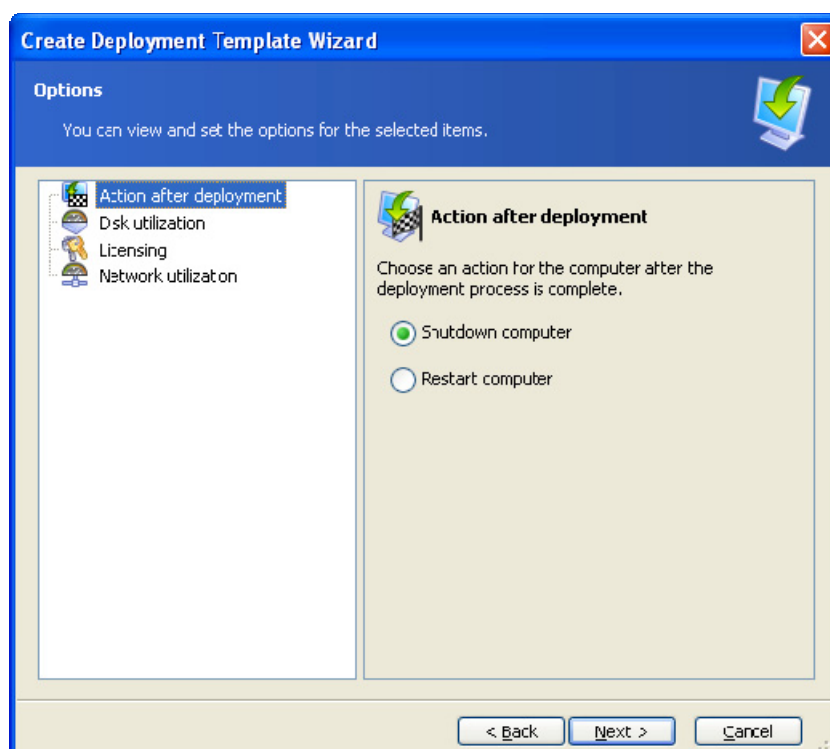 Create Deployment Template Wizard
Options
You can view and set the options for the selected items.
Action after deployment
Disk utilization
Licensing
Network utilization
Action after deployment
Choose an action for the computer after the
deployment process is complete.
Shutdown computer
Restart computer
< Back
Next >
Cancel